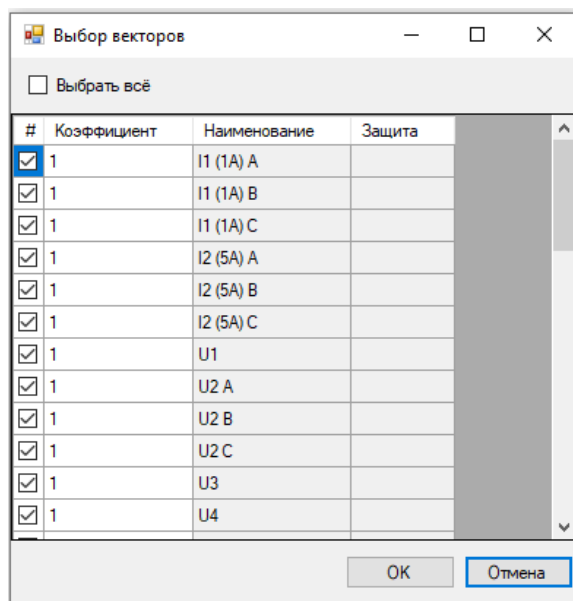 Выбор векторов
Выбрать всё
# Коэффициент Наименование Защита
1 I1 (1A) A
1 I1 (1A) B
1 I1 (1A) C
1 I2 (5A) A
1 I2 (5A) B
1 I2 (5A) C
1 U1
1 U2 A
1 U2 B
1 U2 C
1 U3
1 U4
OK Отмена